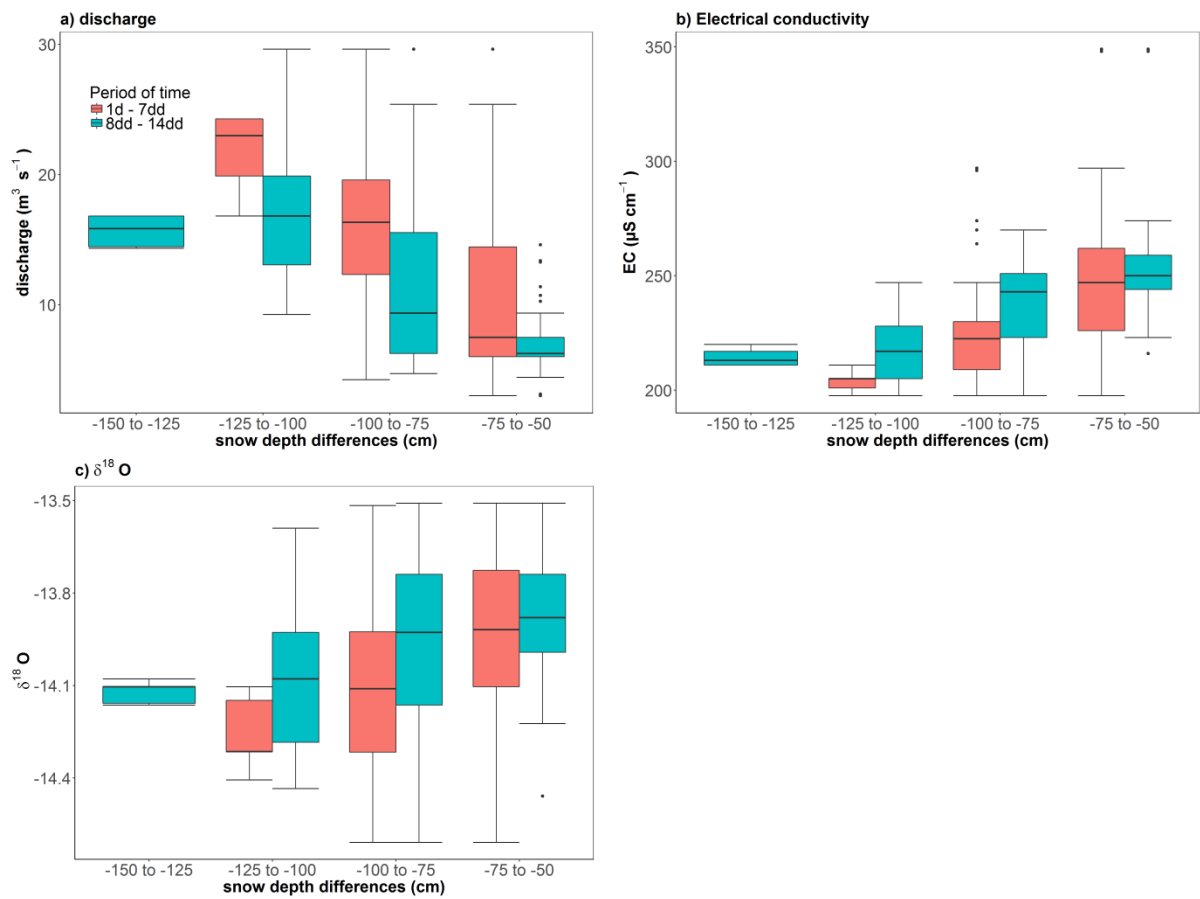 a) discharge
30
20
10
discharge (m³ s⁻¹)
Period of time
1d - 7dd
8dd - 14dd
-150 to -125
-125 to -100
-100 to -75
-75 to -50
snow depth differences (cm)
b) Electrical conductivity
350
300
250
200
EC (µS cm⁻¹)
-150 to -125
-125 to -100
-100 to -75
-75 to -50
snow depth differences (cm)
c) δ¹⁸ O
-13.5
-13.8
-14.1
-14.4
δ¹⁸ O
-150 to -125
-125 to -100
-100 to -75
-75 to -50
snow depth differences (cm)